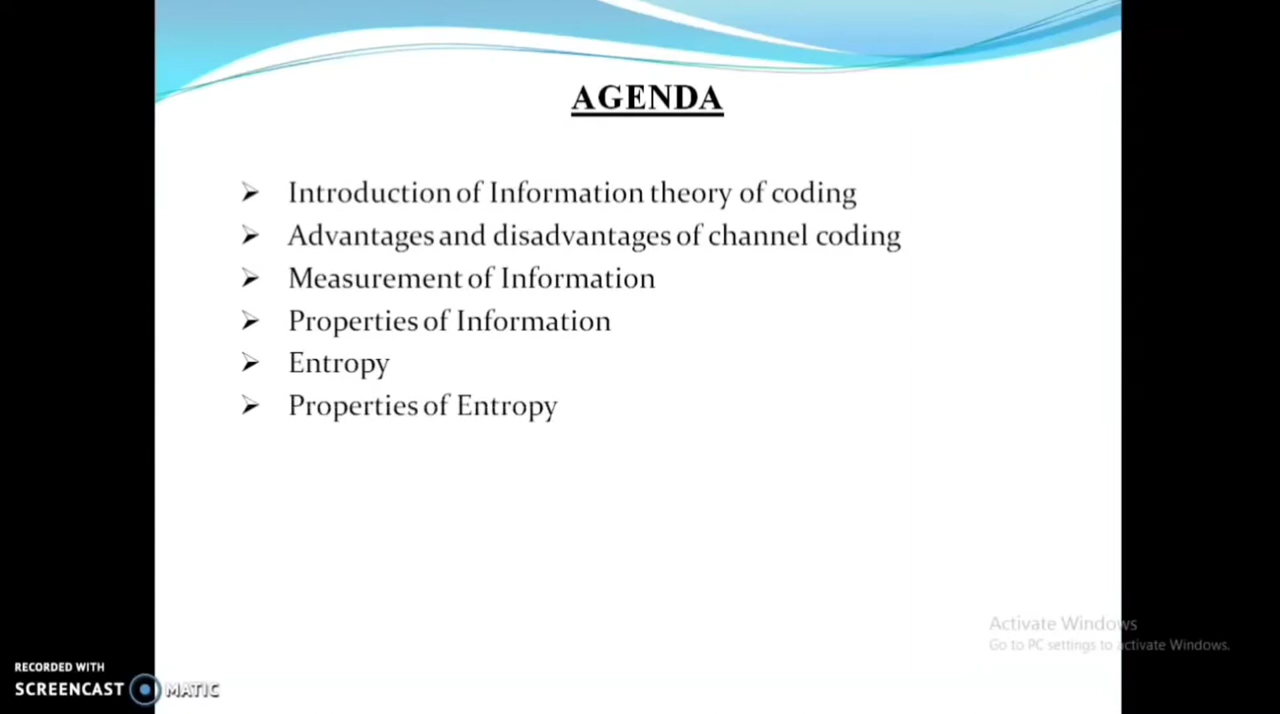 AGENDA
➢ Introduction of Information theory of coding
➢ Advantages and disadvantages of channel coding
➢ Measurement of Information
➢ Properties of Information
➢ Entropy
➢ Properties of Entropy
Activate Windows
Go to PC settings to activate Windows.
RECORDED WITH
SCREENCAST MATIC